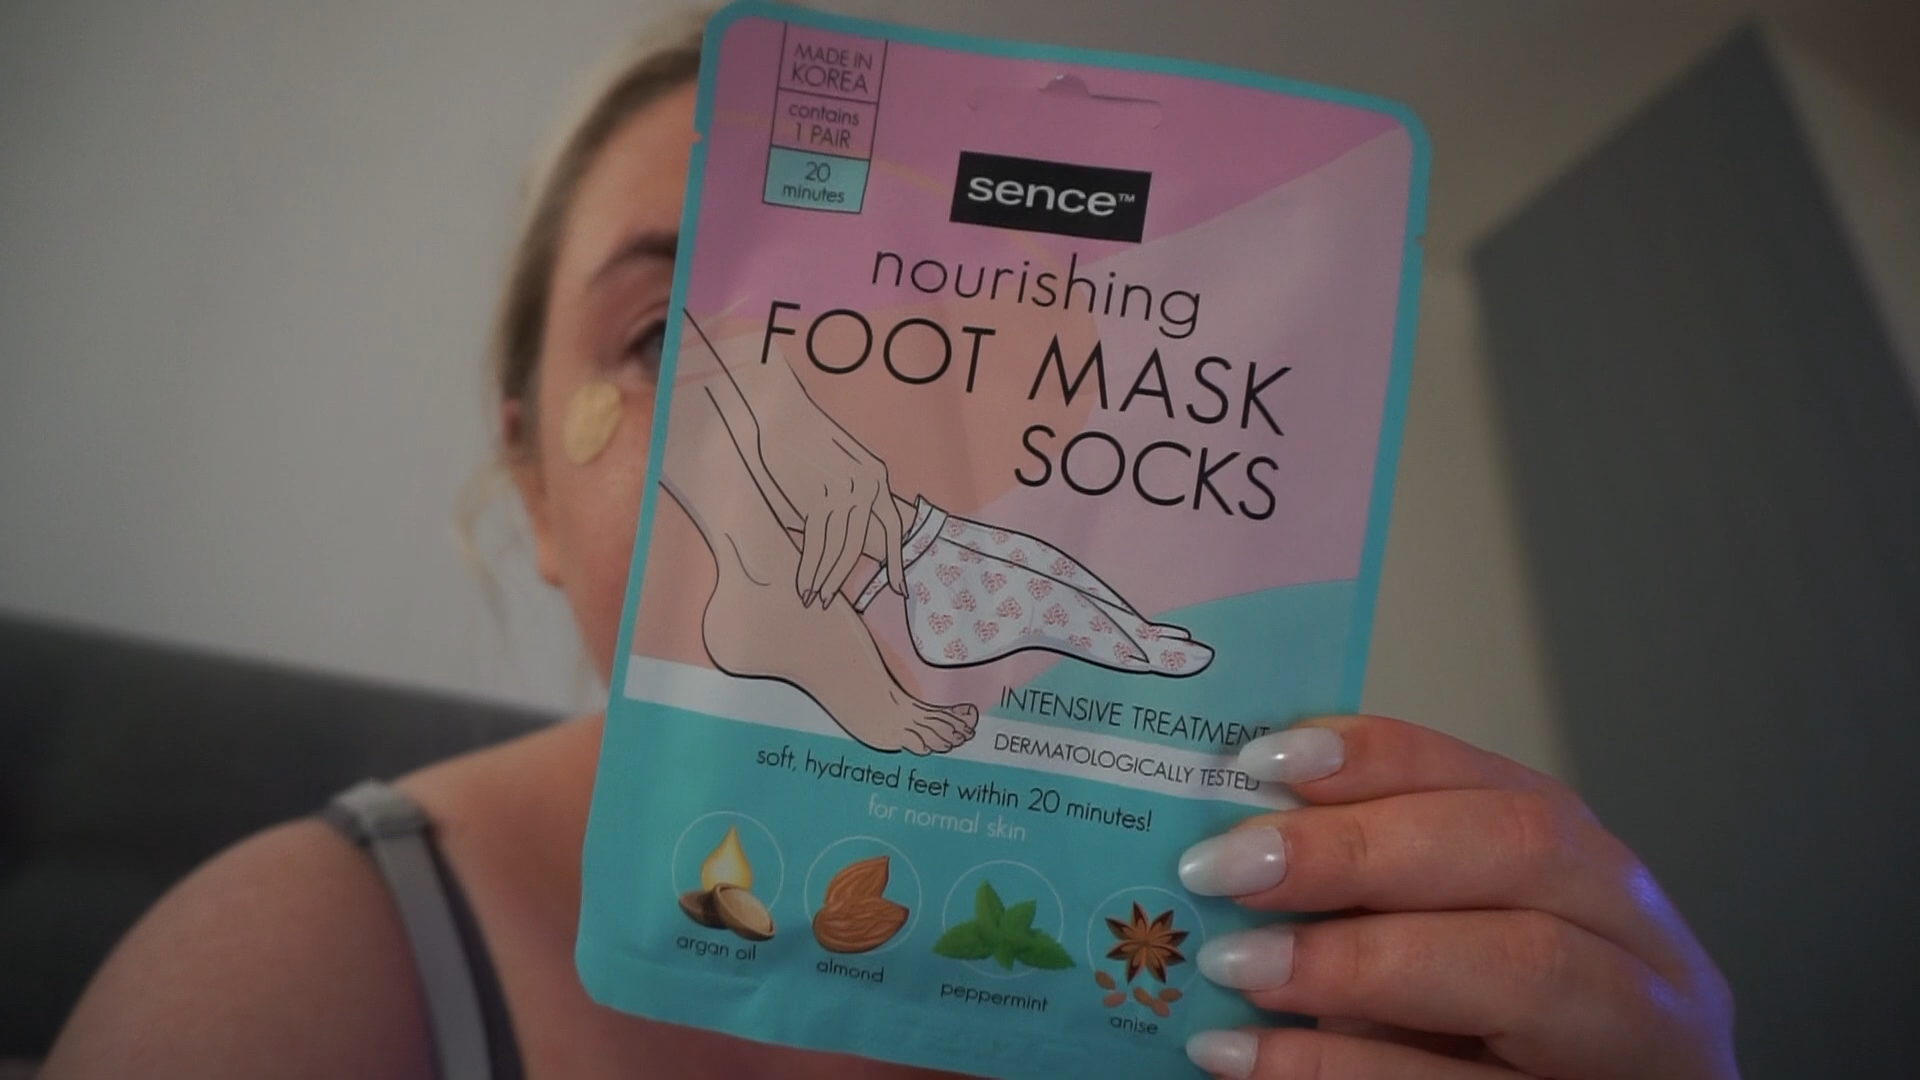 MADE IN
KOREA
contains
1 PAIR
20
minutes
sence™
nourishing
FOOT MASK
SOCKS
INTENSIVE TREATMENT
DERMATOLOGICALLY TESTED
soft, hydrated feet within 20 minutes!
for normal skin
argan oil
almond
peppermint
anise